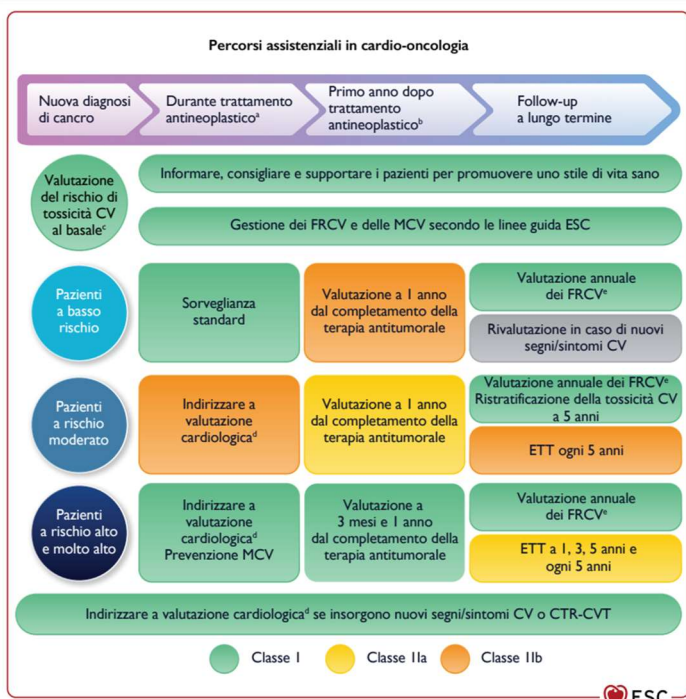 Percorsi assistenziali in cardio-oncologia
Nuova diagnosi
di cancro
Durante trattamento
antineoplasticoᵃ
Primo anno dopo
trattamento
antineoplasticoᵇ
Follow-up
a lungo termine
Valutazione
del rischio di
tossicità CV
al basaleᶜ
Informare, consigliare e supportare i pazienti per promuovere uno stile di vita sano
Gestione dei FRCV e delle MCV secondo le linee guida ESC
Pazienti
a basso
rischio
Sorveglianza
standard
Valutazione a 1 anno
dal completamento della
terapia antitumorale
Valutazione annuale
dei FRCVᵉ
Rivalutazione in caso di nuovi
segni/sintomi CV
Pazienti
a rischio
moderato
Indirizzare a
valutazione
cardiologicaᵈ
Valutazione a 1 anno
dal completamento della
terapia antitumorale
Valutazione annuale dei FRCVᵉ
Ristratificazione della tossicità CV
a 5 anni
ETT ogni 5 anni
Pazienti
a rischio alto
e molto alto
Indirizzare a
valutazione
cardiologicaᵈ
Prevenzione MCV
Valutazione a
3 mesi e 1 anno
dal completamento della
terapia antitumorale
Valutazione annuale
dei FRCVᵉ
ETT a 1, 3, 5 anni e
ogni 5 anni
Indirizzare a valutazione cardiologicaᵈ se insorgono nuovi segni/sintomi CV o CTR-CVT
Classe I
Classe IIa
Classe IIb
ESC